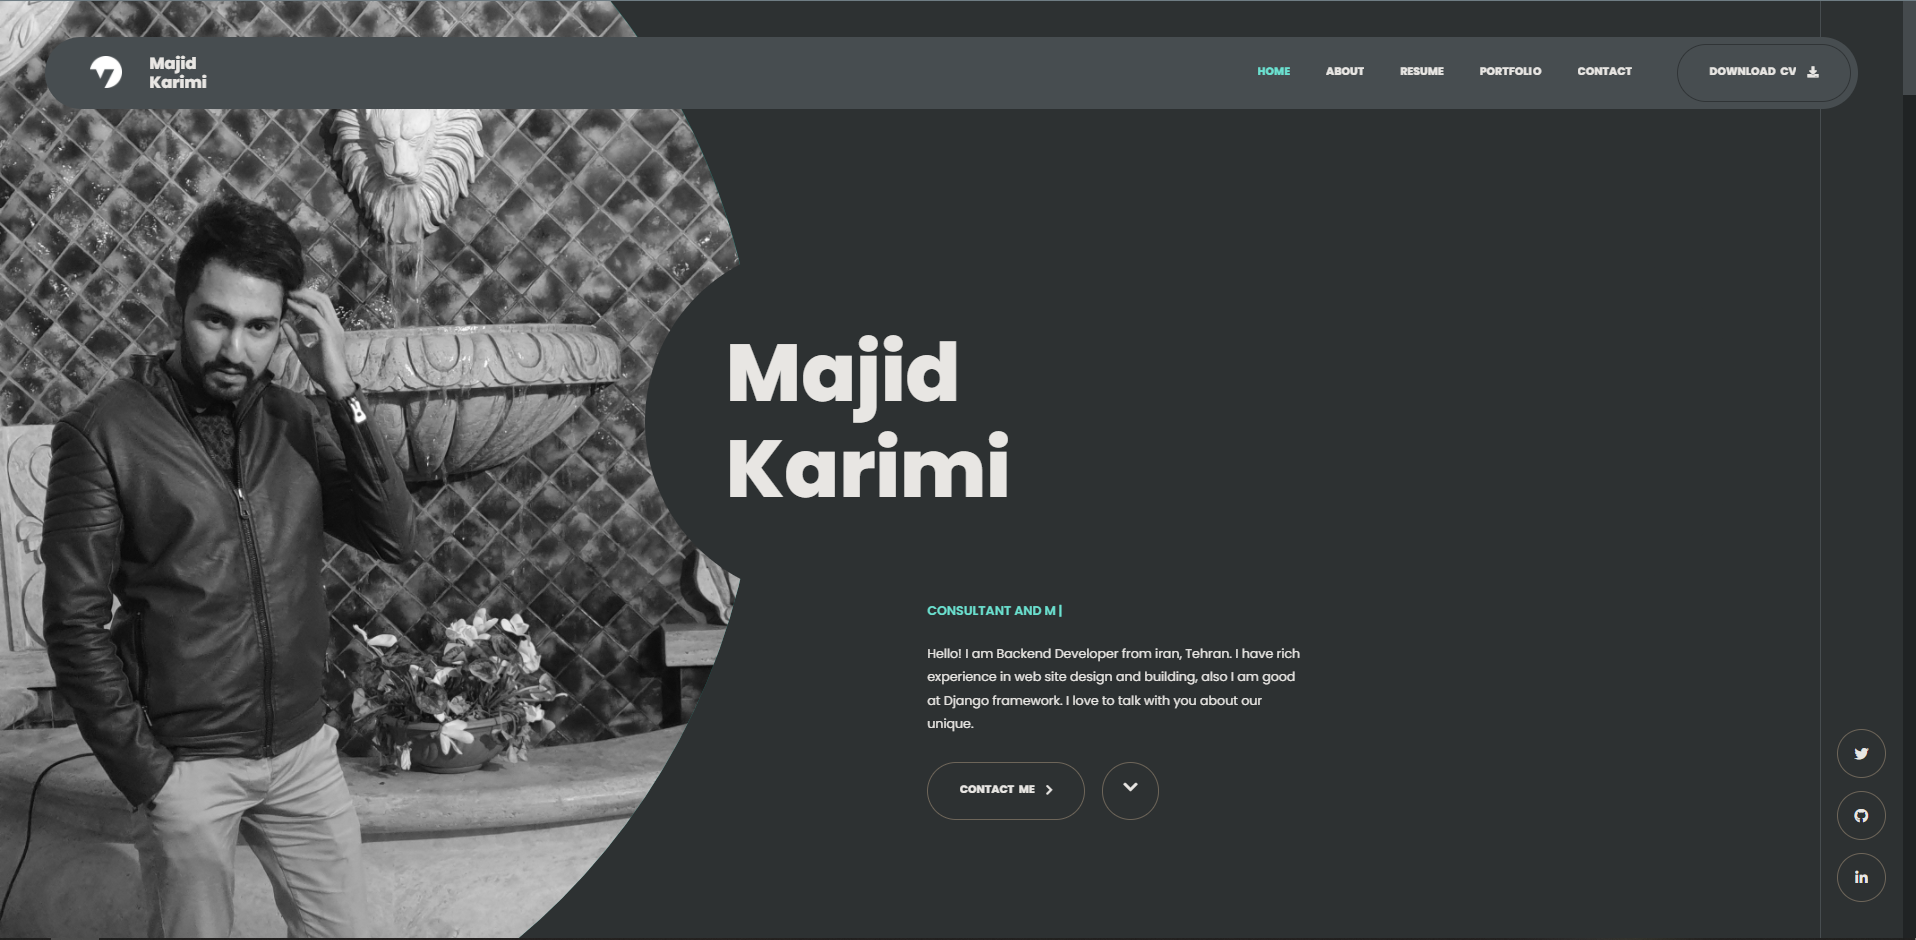 Majid
Karimi
HOME ABOUT RESUME PORTFOLIO CONTACT DOWNLOAD CV
Majid
Karimi
CONSULTANT AND M |
Hello! I am Backend Developer from iran, Tehran. I have rich
experience in web site design and building, also I am good
at Django framework. I love to talk with you about our
unique.
CONTACT ME